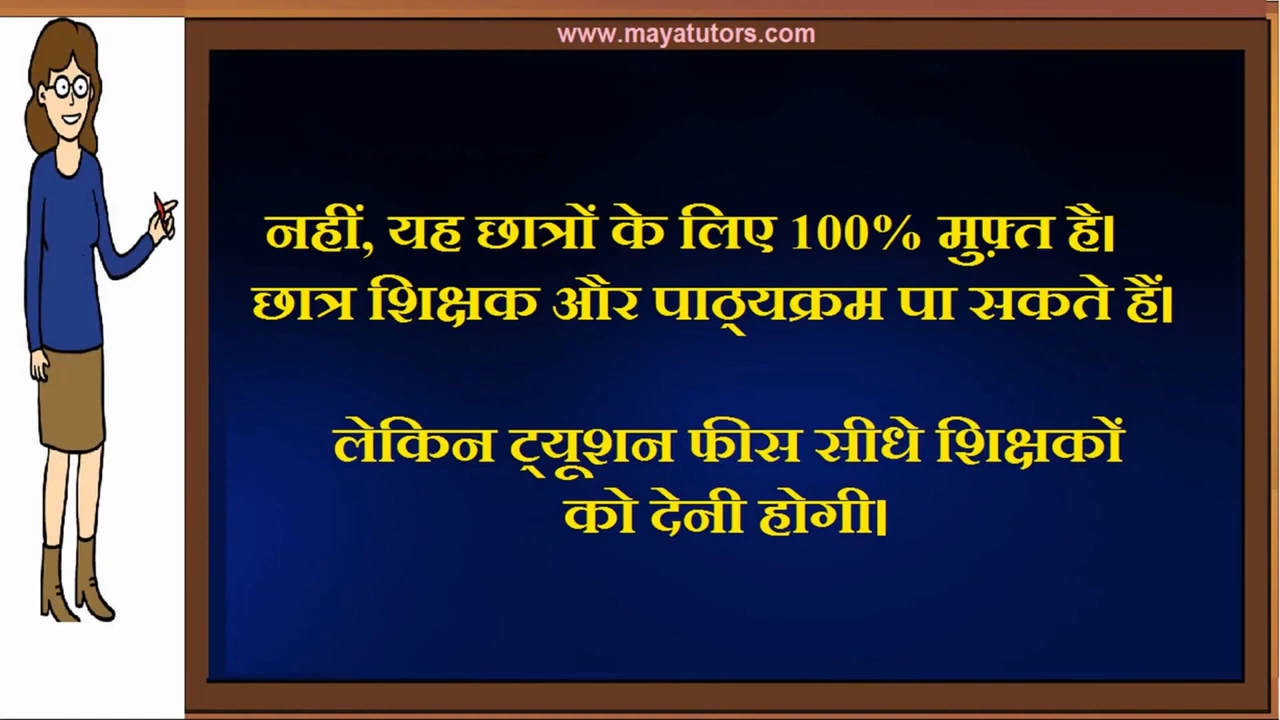 www.mayatutors.com
नहीं, यह छात्रों के लिए 100% मुफ़्त है।
छात्र शिक्षक और पाठ्यक्रम पा सकते हैं।
लेकिन ट्यूशन फीस सीधे शिक्षकों
को देनी होगी।